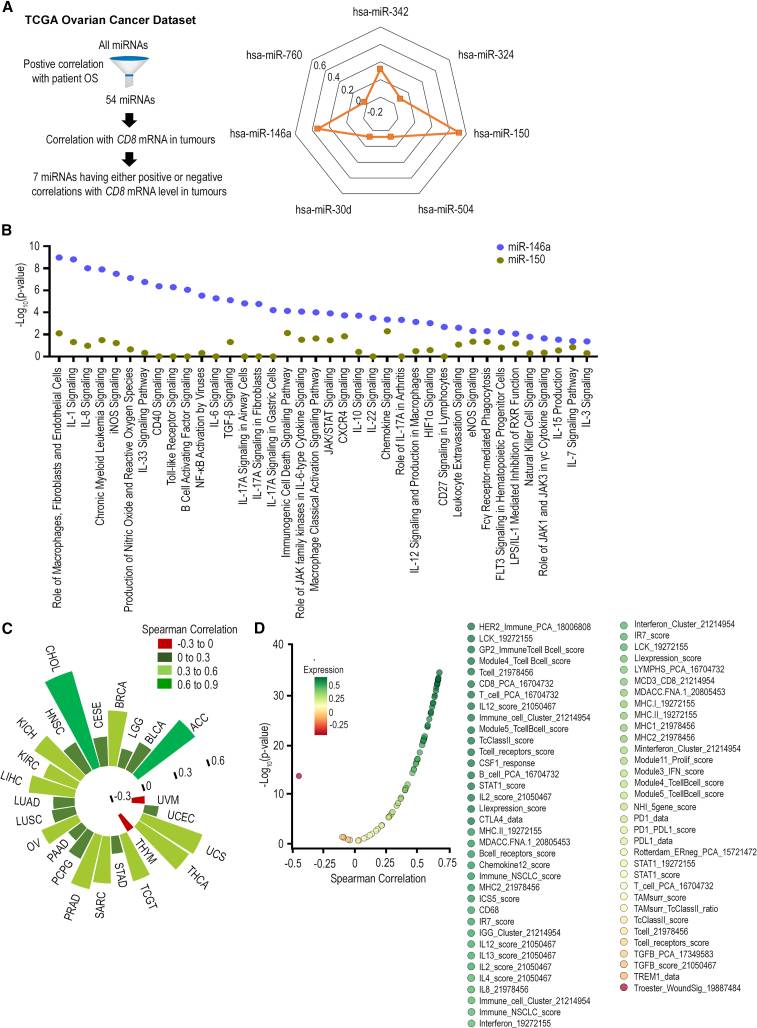 A
TCGA Ovarian Cancer Dataset
All miRNAs
Postive correlation
with patient OS
54 miRNAs
Correlation with CD8 mRNA in tumours
7 miRNAs having either positive or negative
correlations with CD8 mRNA level in tumours
hsa-miR-342
hsa-miR-324
hsa-miR-150
hsa-miR-504
hsa-miR-30d
hsa-miR-146a
hsa-miR-760
0.6
0.4
0.2
0
-0.2
B
-Log10(p-value)
10
8
6
4
2
0
miR-146a
miR-150
Role of Macrophages, Fibroblasts and Endothelial Cells
IL-1 Signaling
IL-8 Signaling
Chronic Myeloid Leukemia Signaling
iNOS Signaling
Production of Nitric Oxide and Reactive Oxygen Species
IL-33 Signaling Pathway
CD40 Signaling
Toll-like Receptor Signaling
B Cell Activating Factor Signaling
NF-κB Activation by Viruses
IL-6 Signaling
TGF-β Signaling
IL-17A Signaling in Airway Cells
IL-17A Signaling in Fibroblasts
IL-17A Signaling in Gastric Cells
Immunogenic Cell Death Signaling Pathway
Role of JAK family kinases in IL-6-type Cytokine Signaling
Macrophage Classical Activation Signaling Pathway
JAK/STAT Signaling
CXCR4 Signaling
IL-10 Signaling
IL-22 Signaling
Chemokine Signaling
Role of IL-17A in Arthritis
IL-12 Signaling and Production in Macrophages
HIF1α Signaling
CD27 Signaling in Lymphocytes
Leukocyte Extravasation Signaling
eNOS Signaling
Fcγ Receptor-mediated Phagocytosis
FLT3 Signaling in Hematopoietic Progenitor Cells
LPS/IL-1 Mediated Inhibition of RXR Function
Natural Killer Cell Signaling
Role of JAK1 and JAK3 in γc Cytokine Signaling
IL-15 Production
IL-7 Signaling Pathway
IL-3 Signaling
C
Spearman Correlation
-0.3 to 0
0 to 0.3
0.3 to 0.6
0.6 to 0.9
CHOL
HNSC
CESE
BRCA
LGG
BLCA
ACC
KICH
KIRC
LIHC
LUAD
LUSC
OV
PAAD
PCPG
PRAD
SARC
STAD
TCGT
THYM
THCA
UCS
UCEC
UVM
-0.3
0
0.3
0.6
D
-Log10(p-value)
40
30
20
10
0
Expression
0.5
0.25
0
-0.25
-0.5
0
0.25
0.5
0.75
Spearman Correlation
HER2_Immune_PCA_18006808
LCK_19272155
GP2_ImmuneTcell Bcell_score
Module4_Tcell Bcell_score
Tcell_21978456
CD8_PCA_16704732
T_cell_PCA_16704732
IL12_score_21050467
Immune_cell_Cluster_21214954
Module5_TcellBcell_score
TcClassII_score
Tcell_receptors_score
CSF1_response
B_cell_PCA_16704732
STAT1_score
IL2_score_21050467
LIexpression_score
CTLA4_data
MHC.II_19272155
MDACC.FNA.1_20805453
Bcell_receptors_score
Chemokine12_score
Immune_NSCLC_score
MHC2_21978456
ICS5_score
CD68
IR7_score
IGG_Cluster_21214954
IL12_score_21050467
IL13_score_21050467
IL2_score_21050467
IL4_score_21050467
IL8_21978456
Immune_cell_Cluster_21214954
Immune_NSCLC_score
Interferon_19272155
Interferon_Cluster_21214954
IR7_score
LCK_19272155
LIexpression_score
LYMPHS_PCA_16704732
MCD3_CD8_21214954
MDACC.FNA.1_20805453
MHC.I_19272155
MHC.II_19272155
MHC1_21978456
MHC2_21978456
Minterferon_Cluster_21214954
Module11_Prolif_score
Module3_IFN_score
Module4_TcellBcell_score
Module5_TcellBcell_score
NHI_5gene_score
PD1_data
PD1_PDL1_score
PDL1_data
Rotterdam_ERneg_PCA_15721472
STAT1_19272155
STAT1_score
T_cell_PCA_16704732
TAMsurr_score
TAMsurr_TcClassII_ratio
TcClassII_score
Tcell_21978456
Tcell_receptors_score
TGFB_PCA_17349583
TGFB_score_21050467
TREM1_data
Troester_WoundSig_19887484